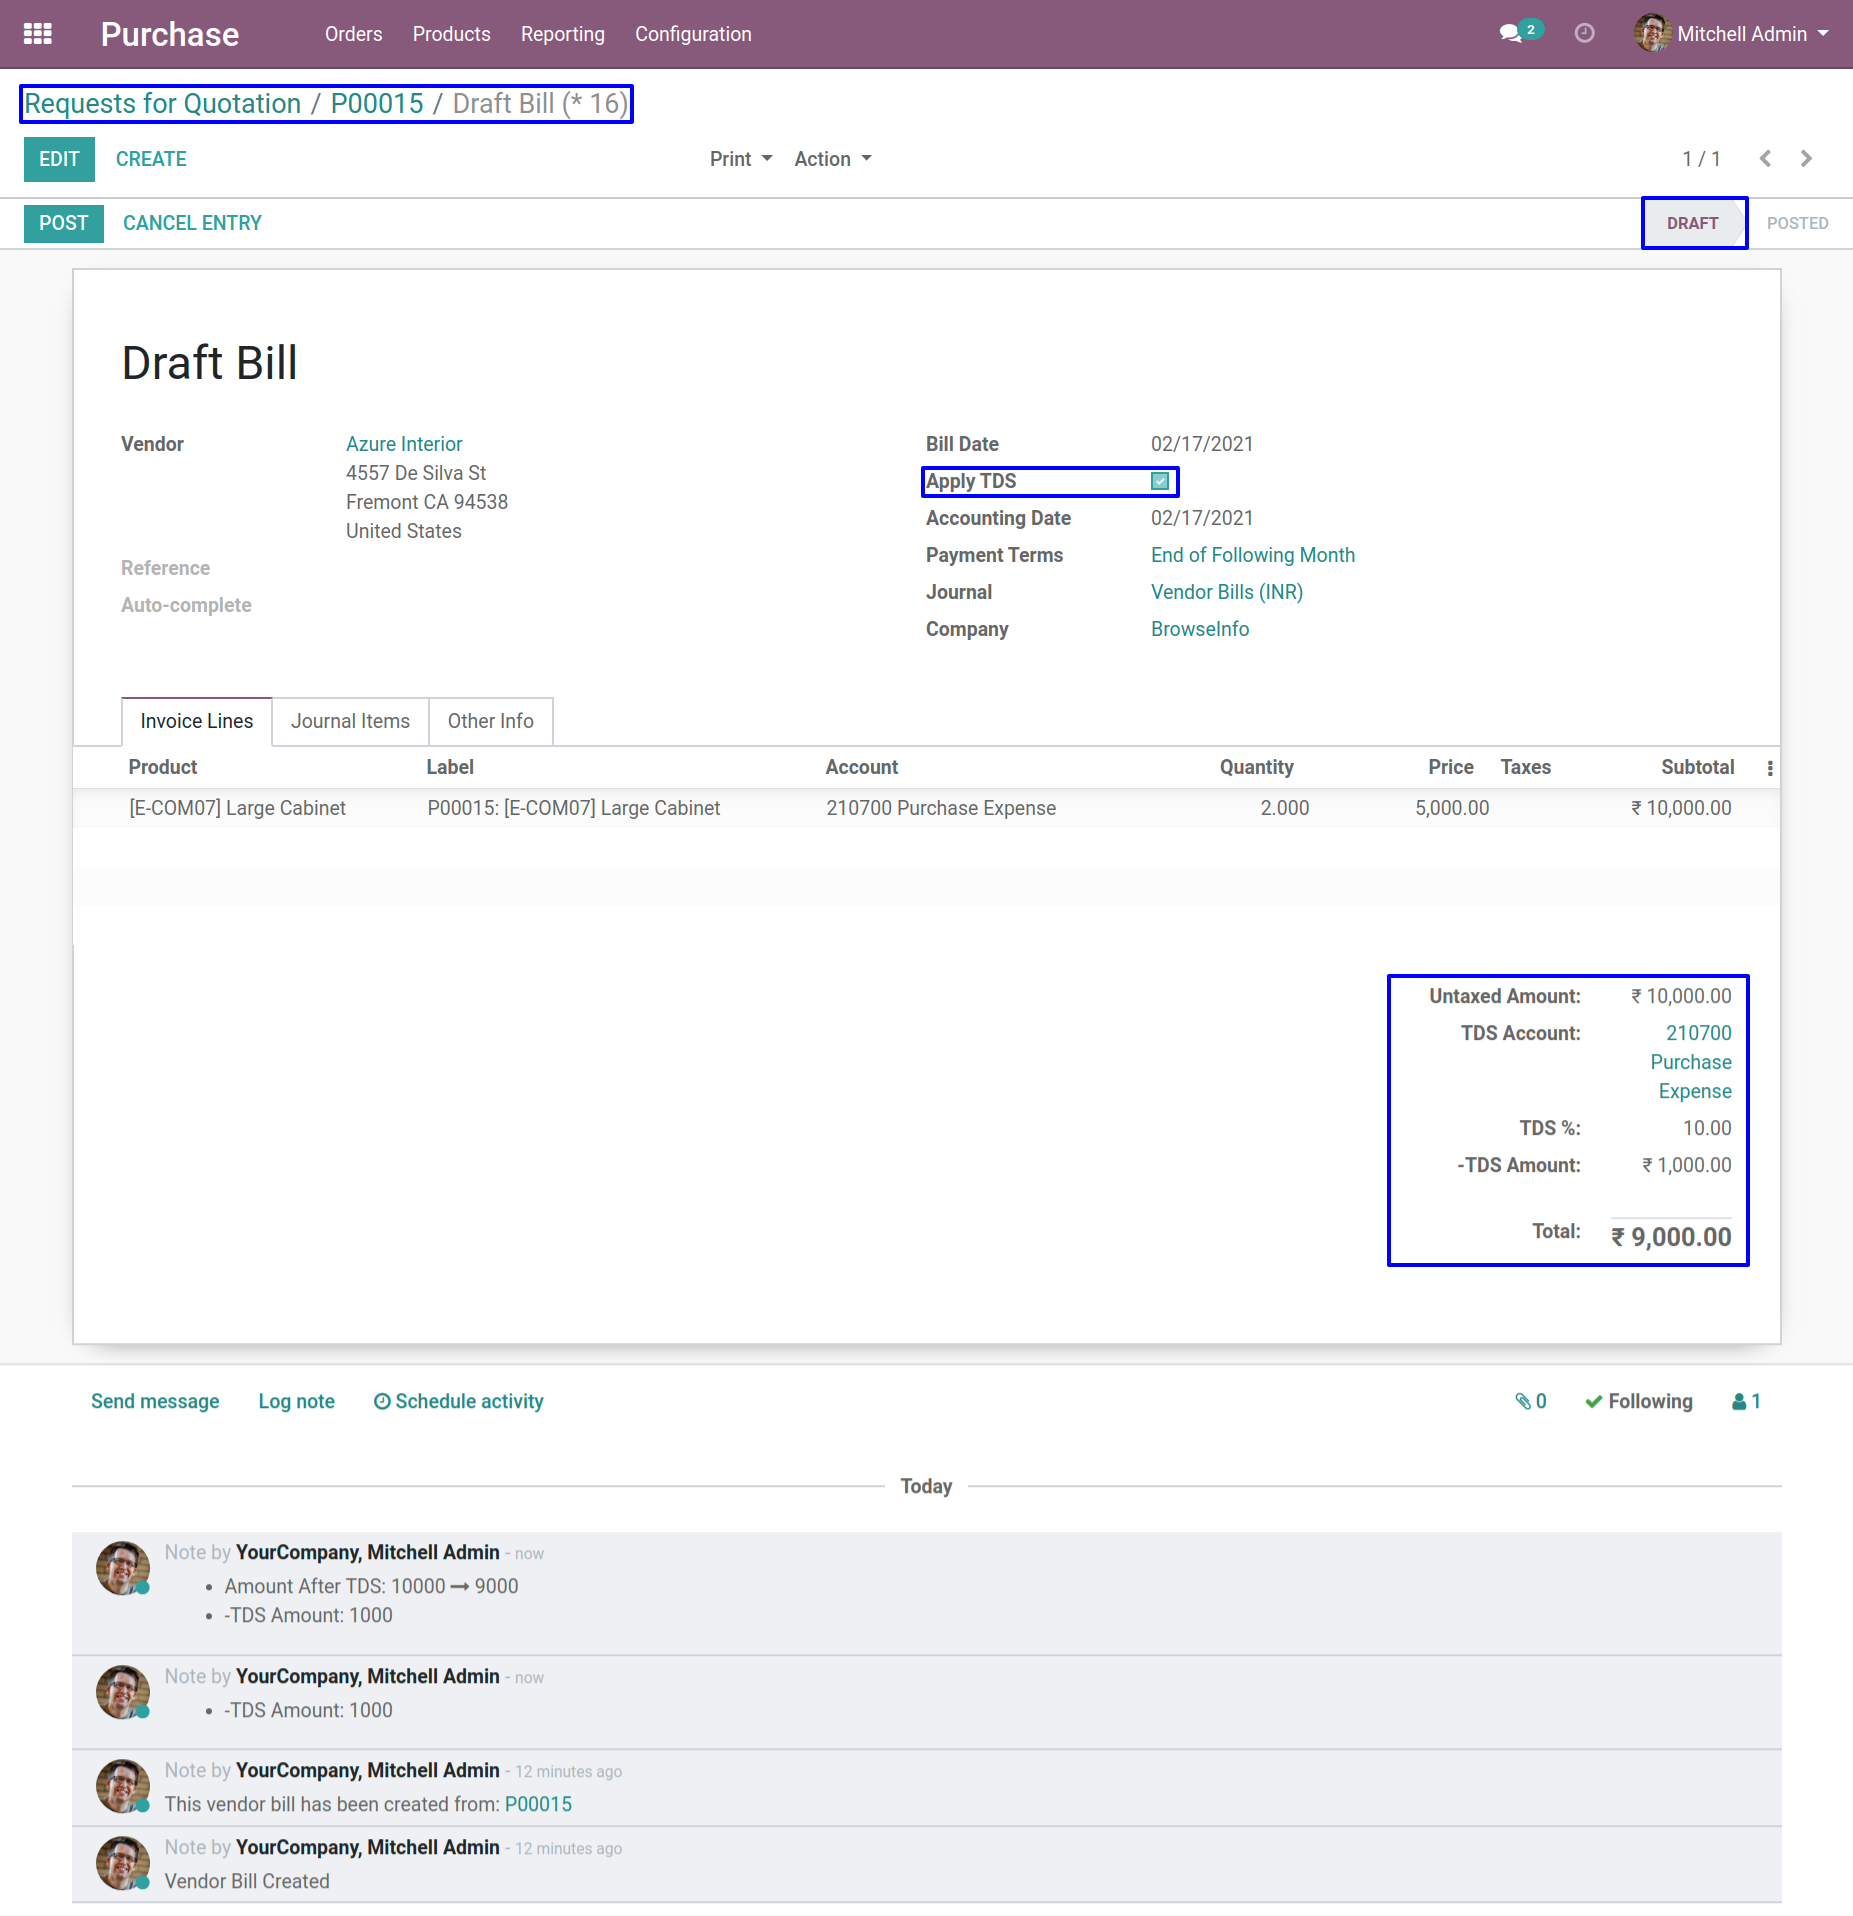 Purchase Orders Products Reporting Configuration 2 Mitchell Admin
Requests for Quotation / P00015 / Draft Bill (* 16)
EDIT CREATE Print Action 1 / 1
POST CANCEL ENTRY DRAFT POSTED
Draft Bill
Vendor Azure Interior
4557 De Silva St
Fremont CA 94538
United States
Reference
Auto-complete
Bill Date 02/17/2021
Apply TDS
Accounting Date 02/17/2021
Payment Terms End of Following Month
Journal Vendor Bills (INR)
Company BrowseInfo
Invoice Lines Journal Items Other Info
Product Label Account Quantity Price Taxes Subtotal
[E-COM07] Large Cabinet P00015: [E-COM07] Large Cabinet 210700 Purchase Expense 2.000 5,000.00 ₹ 10,000.00
Untaxed Amount: ₹ 10,000.00
TDS Account: 210700
Purchase
Expense
TDS %: 10.00
-TDS Amount: ₹ 1,000.00
Total: ₹ 9,000.00
Send message Log note Schedule activity 0 Following 1
Today
Note by YourCompany, Mitchell Admin - now
• Amount After TDS: 10000 → 9000
• -TDS Amount: 1000
Note by YourCompany, Mitchell Admin - now
• -TDS Amount: 1000
Note by YourCompany, Mitchell Admin - 12 minutes ago
This vendor bill has been created from: P00015
Note by YourCompany, Mitchell Admin - 12 minutes ago
Vendor Bill Created